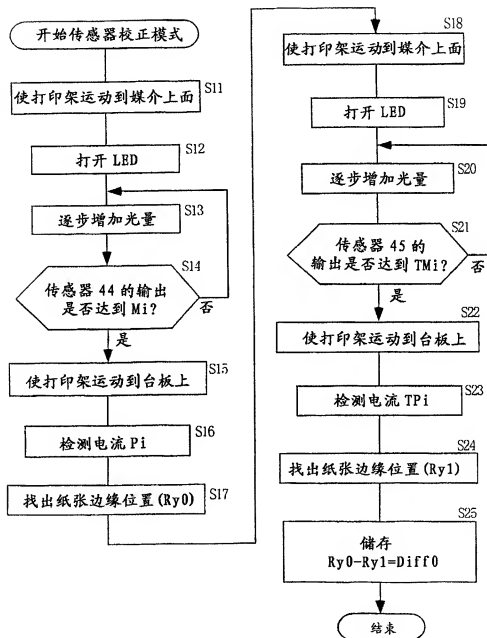 开始传感器校正模式
S11
使打印架运动到媒介上面
S12
打开 LED
S13
逐步增加光量
S14
传感器 44 的输出
是否达到 Mi?
否
是
S15
使打印架运动到台板上
S16
检测电流 Pi
S17
找出纸张边缘位置(Ry0)
S18
使打印架运动到媒介上面
S19
打开 LED
S20
逐步增加光量
S21
传感器 45 的
输出是否达到 TMi?
否
是
S22
使打印架运动到台板上
S23
检测电流 TPi
S24
找出纸张边缘位置(Ry1)
S25
储存
Ry0-Ry1=Diff0
结束